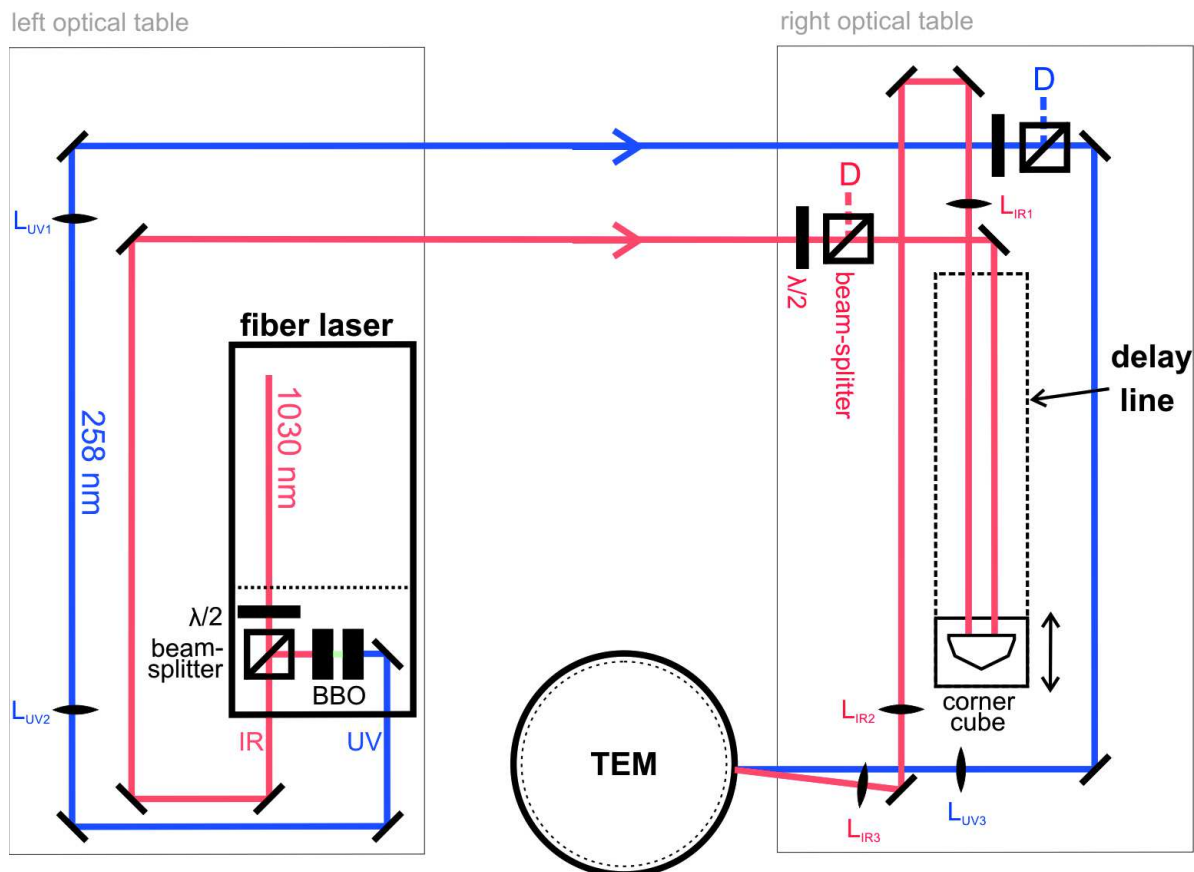 left optical table
right optical table
D
L_UV1
D
L_IR1
λ/2
beam-splitter
fiber laser
delay
line
258 nm
1030 nm
λ/2
beam-
splitter
BBO
L_UV2
IR
UV
TEM
L_IR2
corner
cube
L_IR3
L_UV3